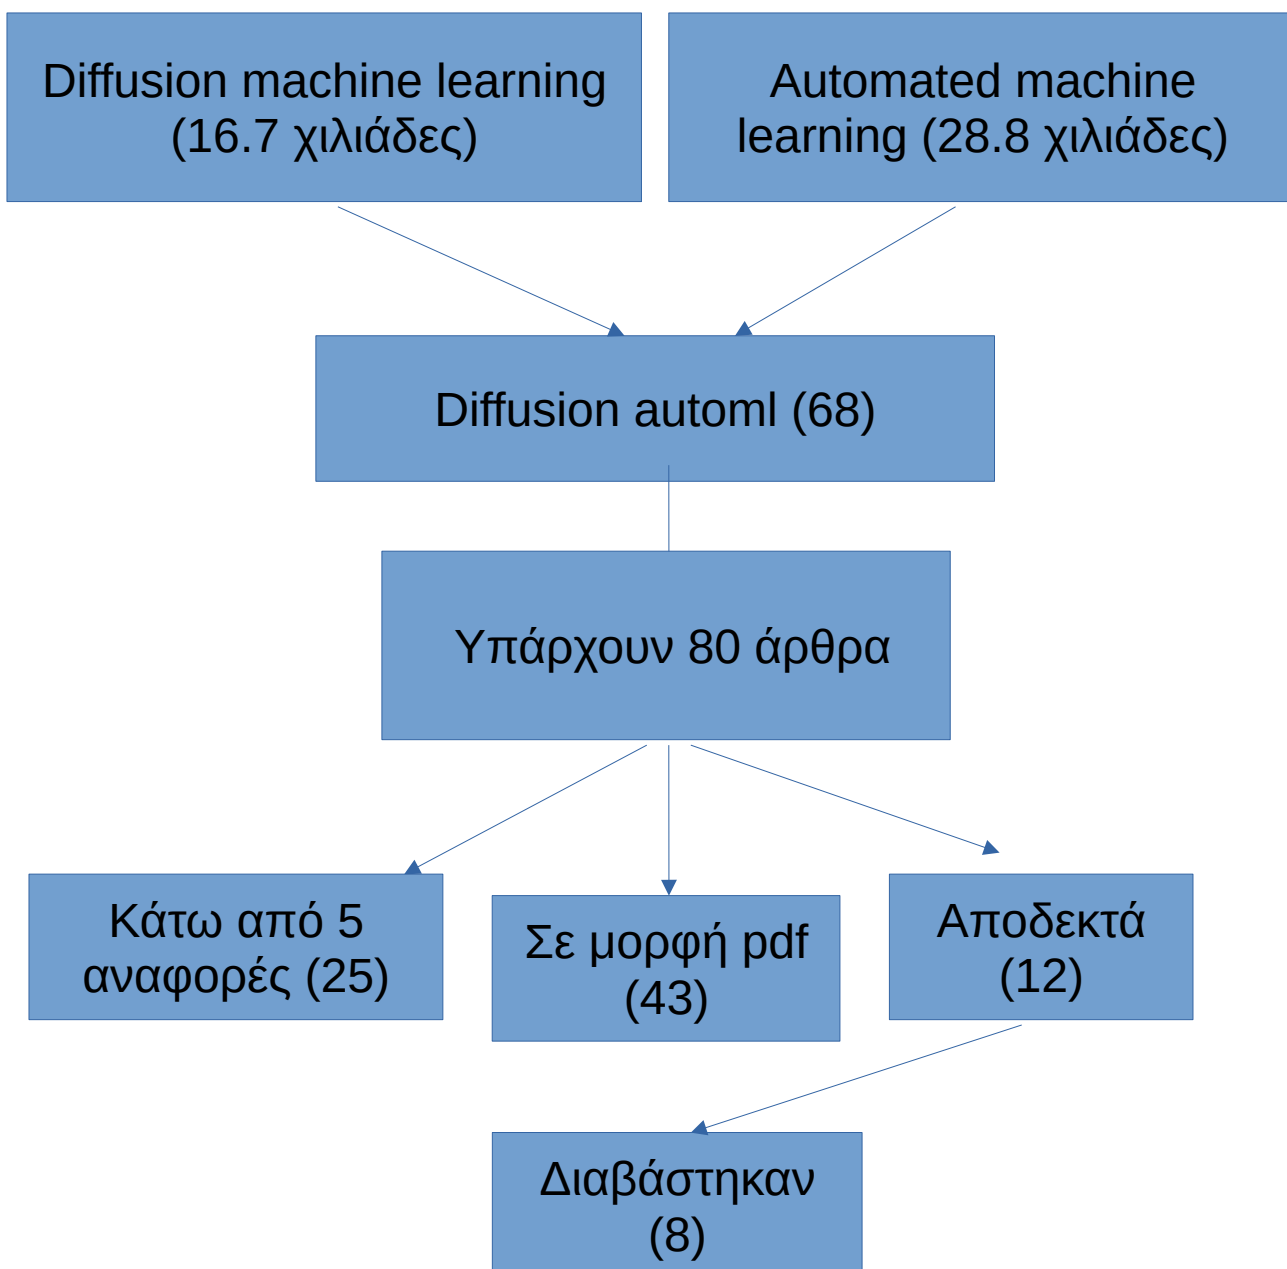 Diffusion machine learning
(16.7 χιλιάδες)
Automated machine
learning (28.8 χιλιάδες)
Diffusion automl (68)
Υπάρχουν 80 άρθρα
Κάτω από 5
αναφορές (25)
Σε μορφή pdf
(43)
Αποδεκτά
(12)
Διαβάστηκαν
(8)